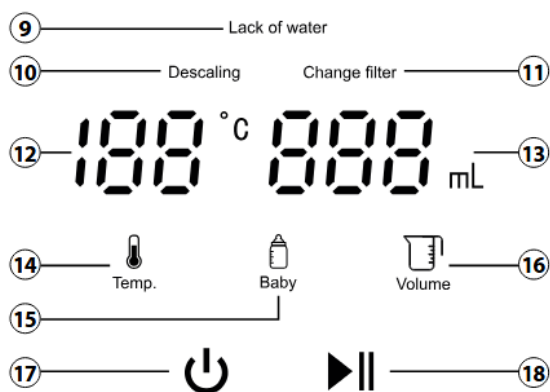 9 Lack of water
10 Descaling Change filter 11
12 188 °C 888 mL 13
14 Temp. Baby Volume 16
15
17 18